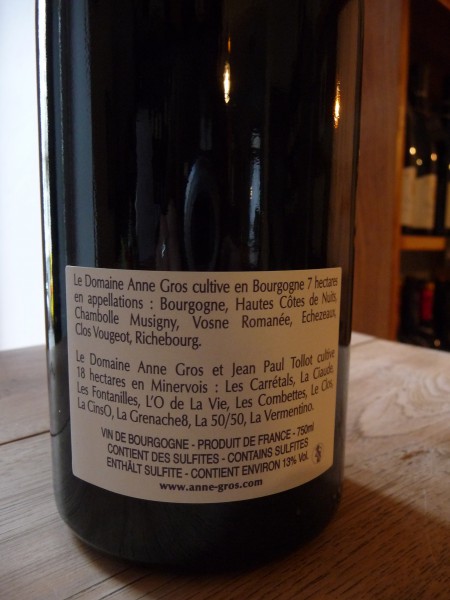 Le Domaine Anne Gros cultive en Bourgogne 7 hectares
en appellations : Bourgogne, Hautes Côtes de Nuits,
Chambolle Musigny, Vosne Romanée, Echezeaux,
Clos Vougeot, Richebourg.
Le Domaine Anne Gros et Jean Paul Tollot cultive
18 hectares en Minervois : Les Carrétals, La Ciaude,
Les Fontanilles, L'O de La Vie, Les Combettes, Le Clos,
La CinsO, La Grenache8, La 50/50, La Vermentino.
VIN DE BOURGOGNE - PRODUIT DE FRANCE - 750ml
CONTIENT DES SULFITES - CONTAINS SULFITES
ENTHÄLT SULFITE - CONTIENT ENVIRON 13% Vol.
www.anne-gros.com